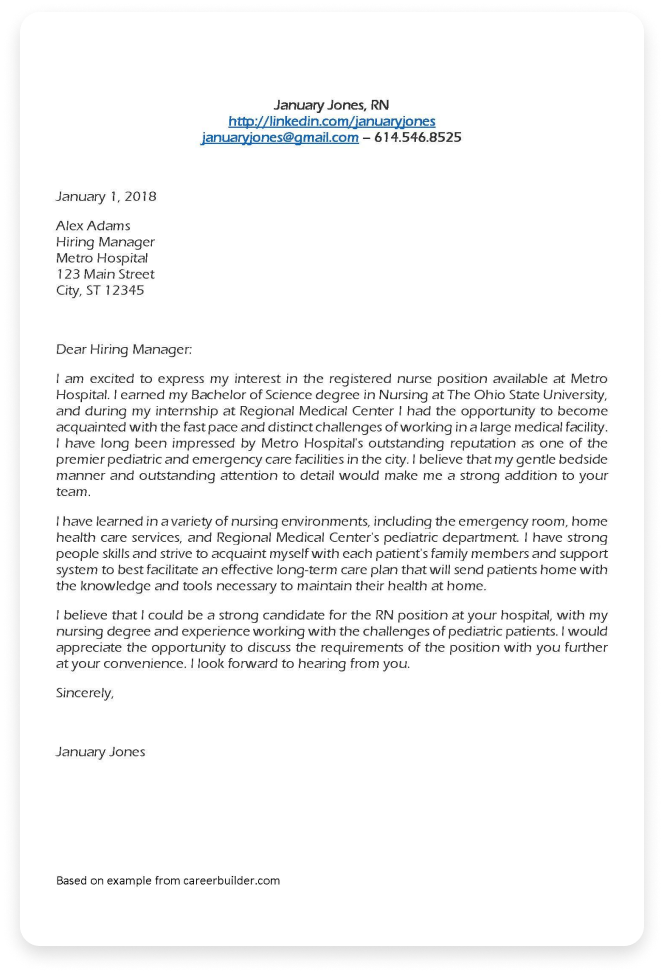 January Jones, RN
http://linkedin.com/januaryjones
januaryjones@gmail.com – 614.546.8525
January 1, 2018
Alex Adams
Hiring Manager
Metro Hospital
123 Main Street
City, ST 12345
Dear Hiring Manager:
I am excited to express my interest in the registered nurse position available at Metro
Hospital. I earned my Bachelor of Science degree in Nursing at The Ohio State University,
and during my internship at Regional Medical Center I had the opportunity to become
acquainted with the fast pace and distinct challenges of working in a large medical facility.
I have long been impressed by Metro Hospital's outstanding reputation as one of the
premier pediatric and emergency care facilities in the city. I believe that my gentle bedside
manner and outstanding attention to detail would make me a strong addition to your
team.
I have learned in a variety of nursing environments, including the emergency room, home
health care services, and Regional Medical Center's pediatric department. I have strong
people skills and strive to acquaint myself with each patient's family members and support
system to best facilitate an effective long-term care plan that will send patients home with
the knowledge and tools necessary to maintain their health at home.
I believe that I could be a strong candidate for the RN position at your hospital, with my
nursing degree and experience working with the challenges of pediatric patients. I would
appreciate the opportunity to discuss the requirements of the position with you further
at your convenience. I look forward to hearing from you.
Sincerely,
January Jones
Based on example from careerbuilder.com